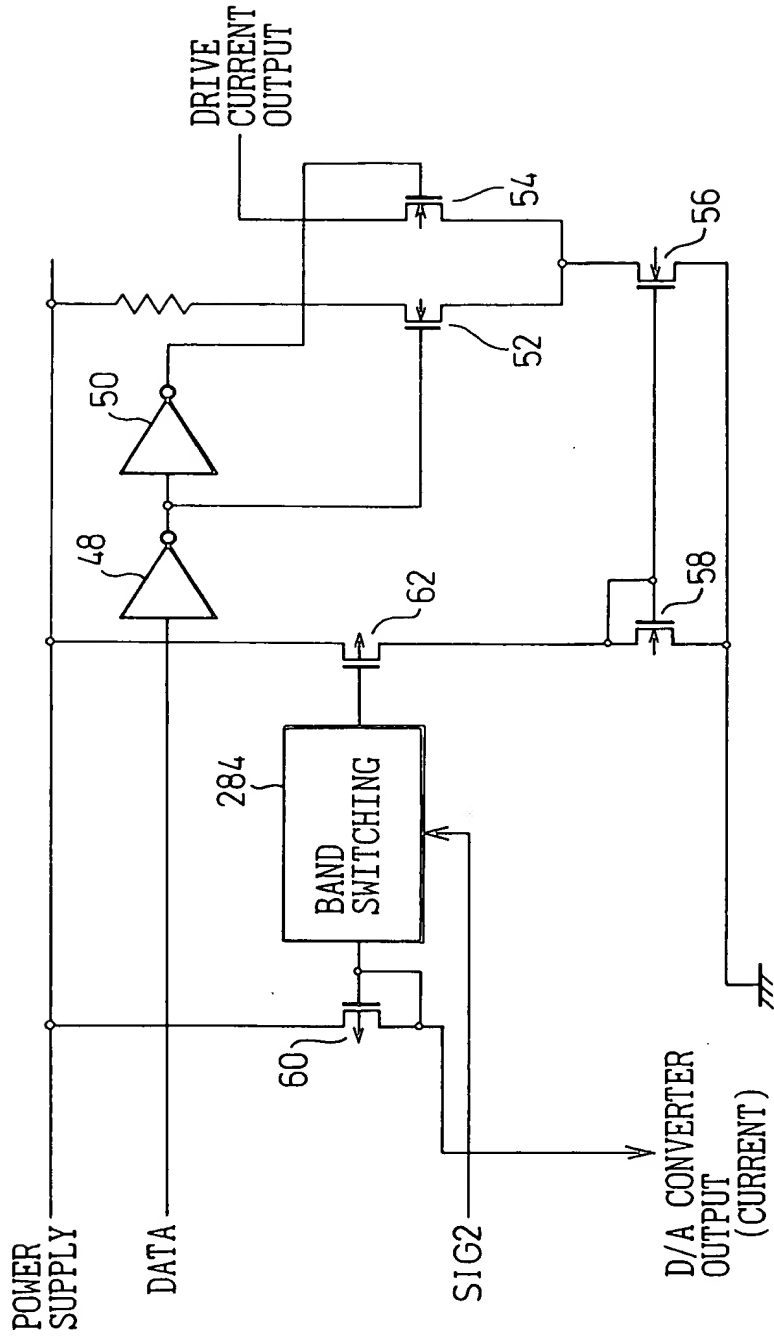 POWER
SUPPLY
DATA
SIG2
D/A CONVERTER
OUTPUT
(CURRENT)
60
BAND
SWITCHING
284
62
48
50
58
52
54
56
DRIVE
CURRENT
OUTPUT